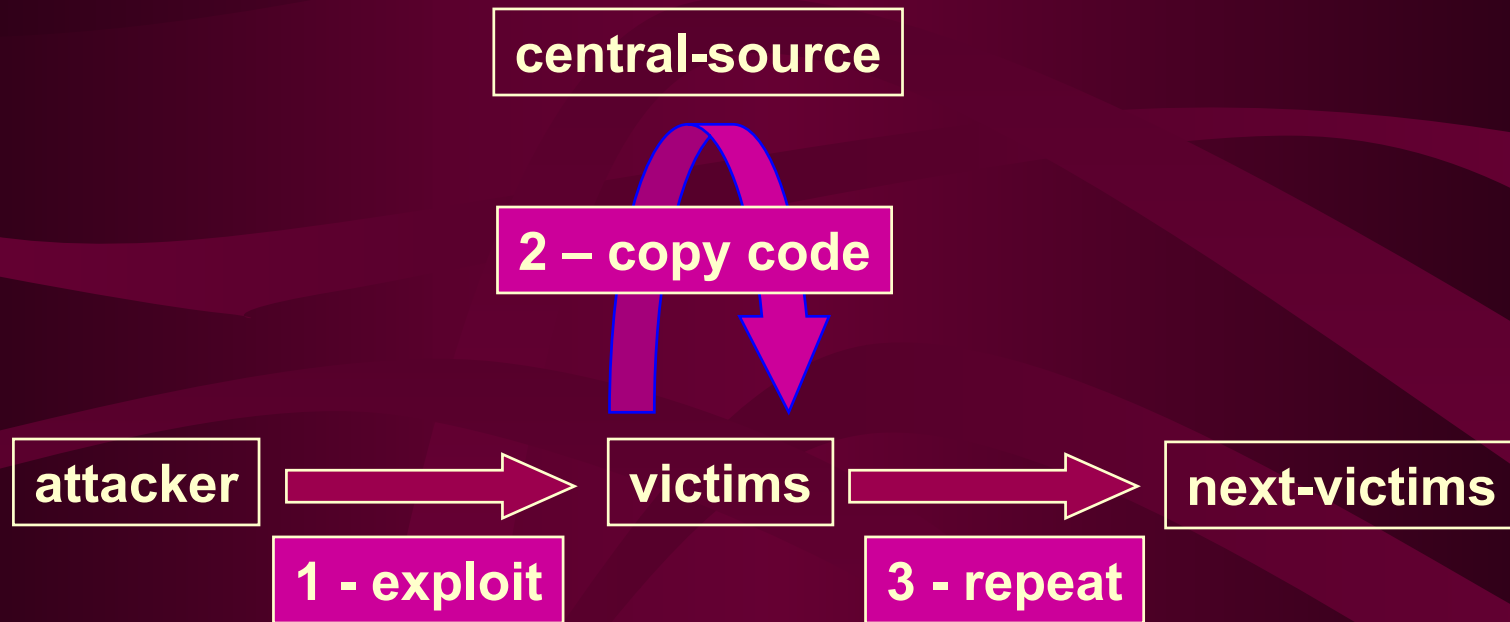 central-source
2 – copy code
attacker
victims
next-victims
1 - exploit
3 - repeat